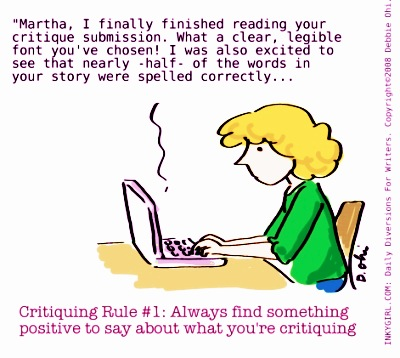 "Martha, I finally finished reading your
critique submission. What a clear, legible
font you've chosen! I was also excited to
see that nearly -half- of the words in
your story were spelled correctly...
D.Ohi
Critiquing Rule #1: Always find something
positive to say about what you're critiquing
INKYGIRL.COM: Daily Diversions For Writers. Copyright©2008 Debbie Ohi.